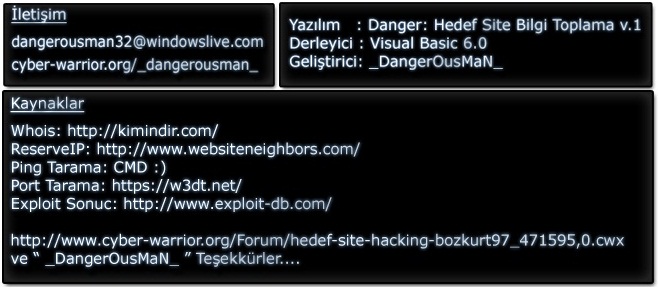 İletişim
dangerousman32@windowslive.com
cyber-warrior.org/_dangerousman_
Yazılım : Danger: Hedef Site Bilgi Toplama v.1
Derleyici : Visual Basic 6.0
Geliştirici: _DangerOusMaN_
Kaynaklar
Whois: http://kimindir.com/
ReserveIP: http://www.websiteneighbors.com/
Ping Tarama: CMD :)
Port Tarama: https://w3dt.net/
Exploit Sonuc: http://www.exploit-db.com/
http://www.cyber-warrior.org/Forum/hedef-site-hacking-bozkurt97_471595,0.cwx
ve “ _DangerOusMaN_ ” Teşekkürler....